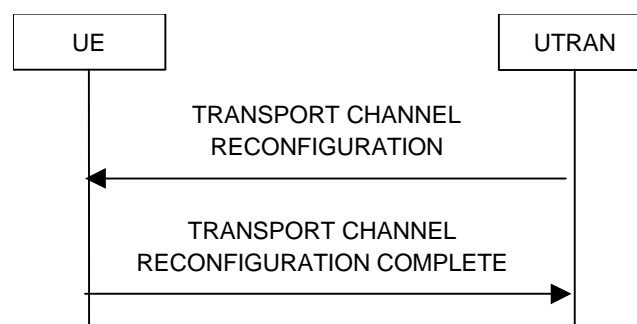 UE
UTRAN
TRANSPORT CHANNEL
RECONFIGURATION
TRANSPORT CHANNEL
RECONFIGURATION COMPLETE